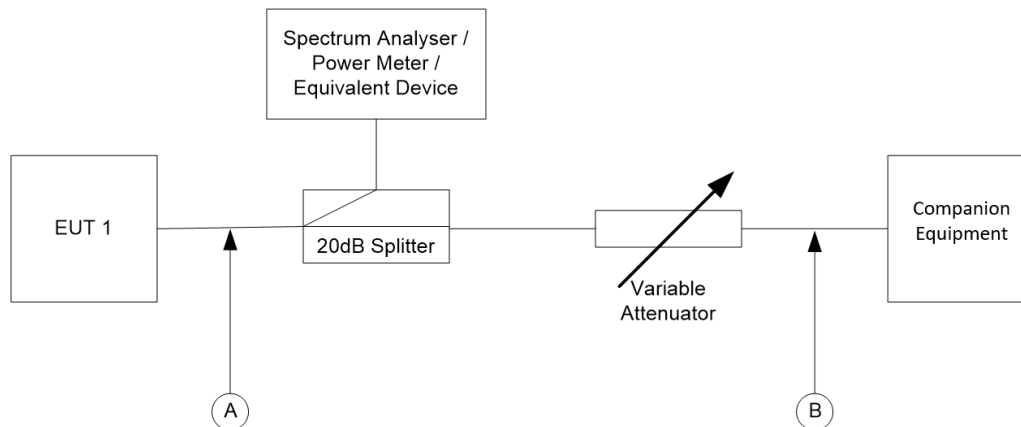 Spectrum Analyser /
Power Meter /
Equivalent Device
EUT 1
20dB Splitter
Variable
Attenuator
Companion
Equipment
A
B